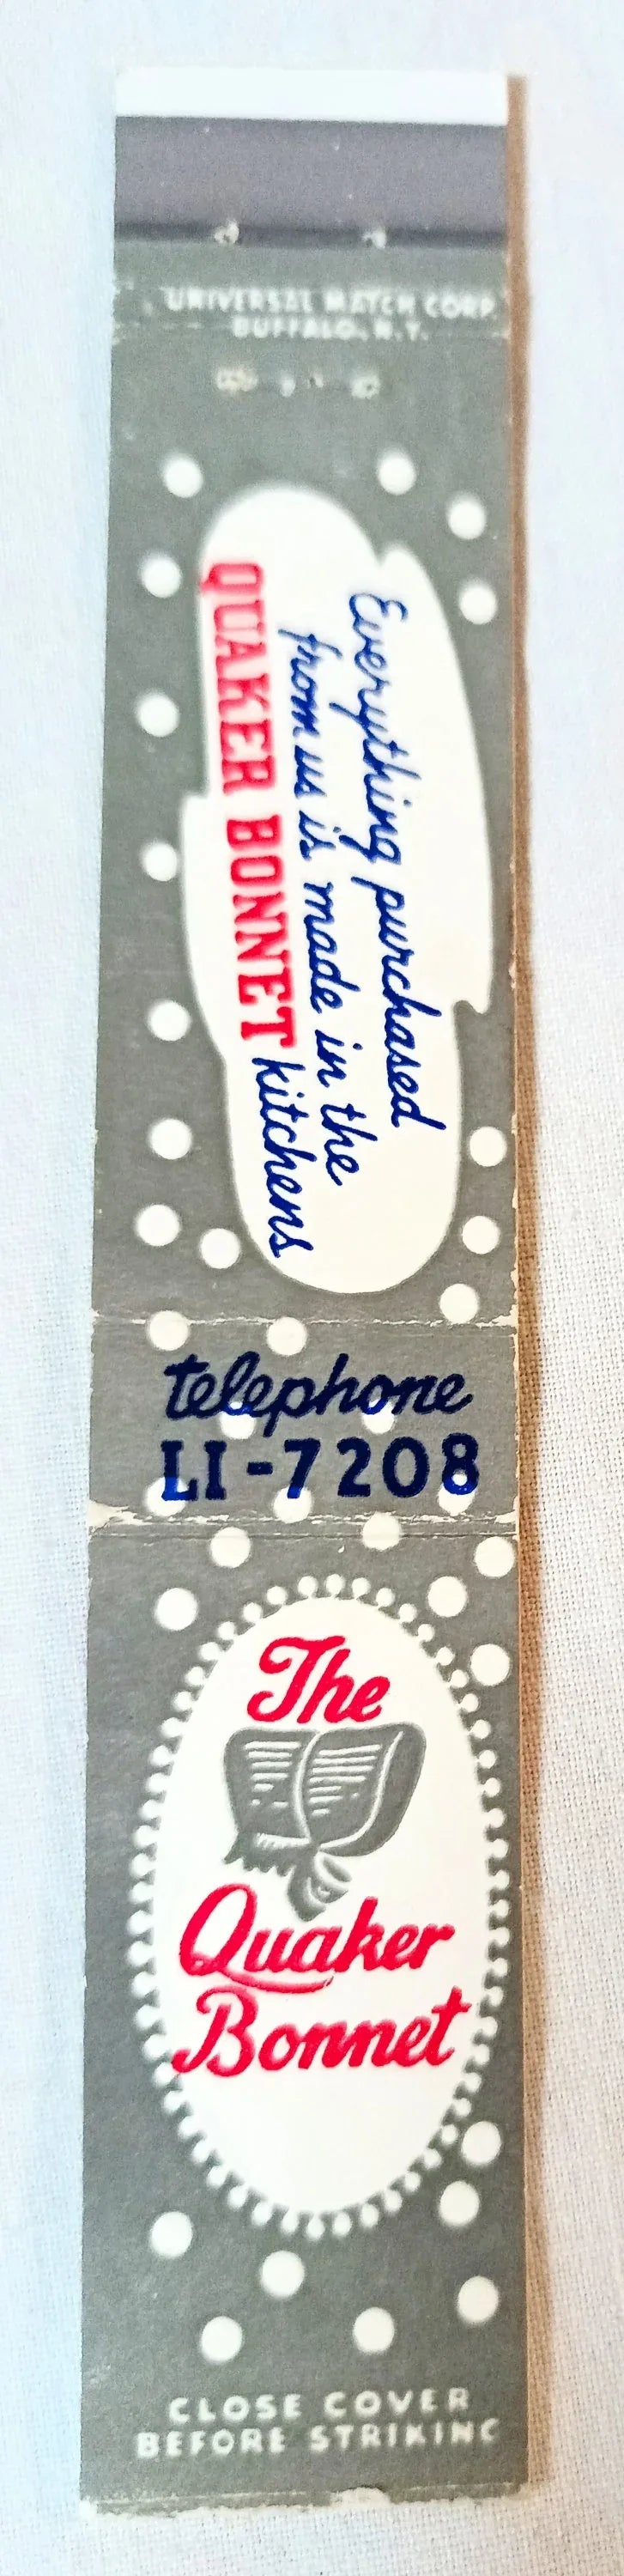 UNIVERSAL MATCH CORP.
BUFFALO, N.Y.
Everything purchased
from us is made in the
QUAKER BONNET kitchens
telephone
LI-7208
The
Quaker
Bonnet
CLOSE COVER
BEFORE STRIKING